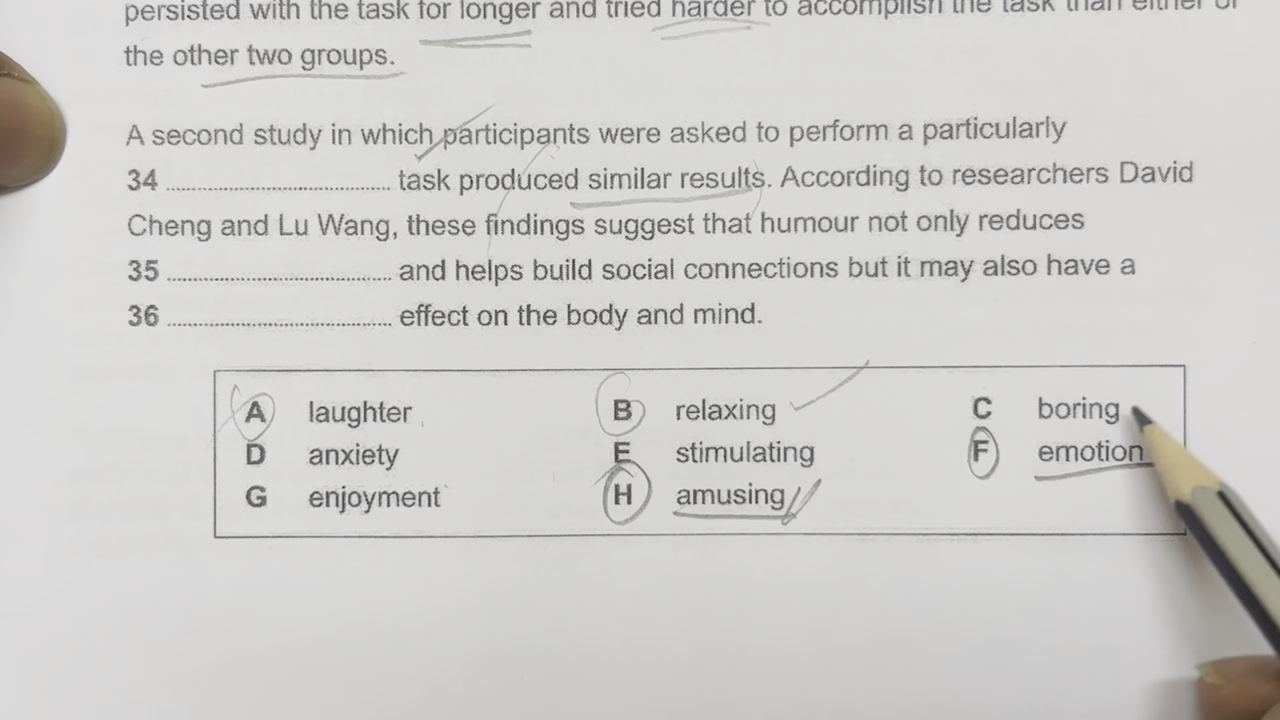 persisted with the task for longer and tried harder to accomplish the task than either of
the other two groups.
A second study in which participants were asked to perform a particularly
34 ........................................ task produced similar results. According to researchers David
Cheng and Lu Wang, these findings suggest that humour not only reduces
35 ........................................ and helps build social connections but it may also have a
36 ........................................ effect on the body and mind.
A laughter B relaxing C boring
D anxiety E stimulating F emotion
G enjoyment H amusing